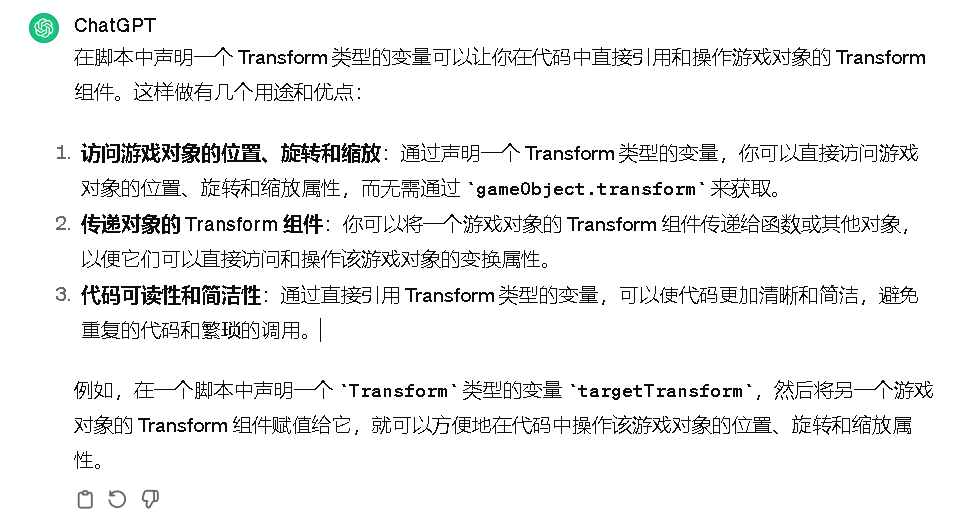 ChatGPT
在脚本中声明一个 Transform 类型的变量可以让你在代码中直接引用和操作游戏对象的 Transform
组件。这样做有几个用途和优点：
1. 访问游戏对象的位置、旋转和缩放：通过声明一个 Transform 类型的变量，你可以直接访问游戏
对象的位置、旋转和缩放属性，而无需通过 `gameObject.transform` 来获取。
2. 传递对象的 Transform 组件：你可以将一个游戏对象的 Transform 组件传递给函数或其他对象，
以便它们可以直接访问和操作该游戏对象的变换属性。
3. 代码可读性和简洁性：通过直接引用 Transform 类型的变量，可以使代码更加清晰和简洁，避免
重复的代码和繁琐的调用。
例如，在一个脚本中声明一个 `Transform` 类型的变量 `targetTransform`，然后将另一个游戏
对象的 Transform 组件赋值给它，就可以方便地在代码中操作该游戏对象的位置、旋转和缩放属
性。